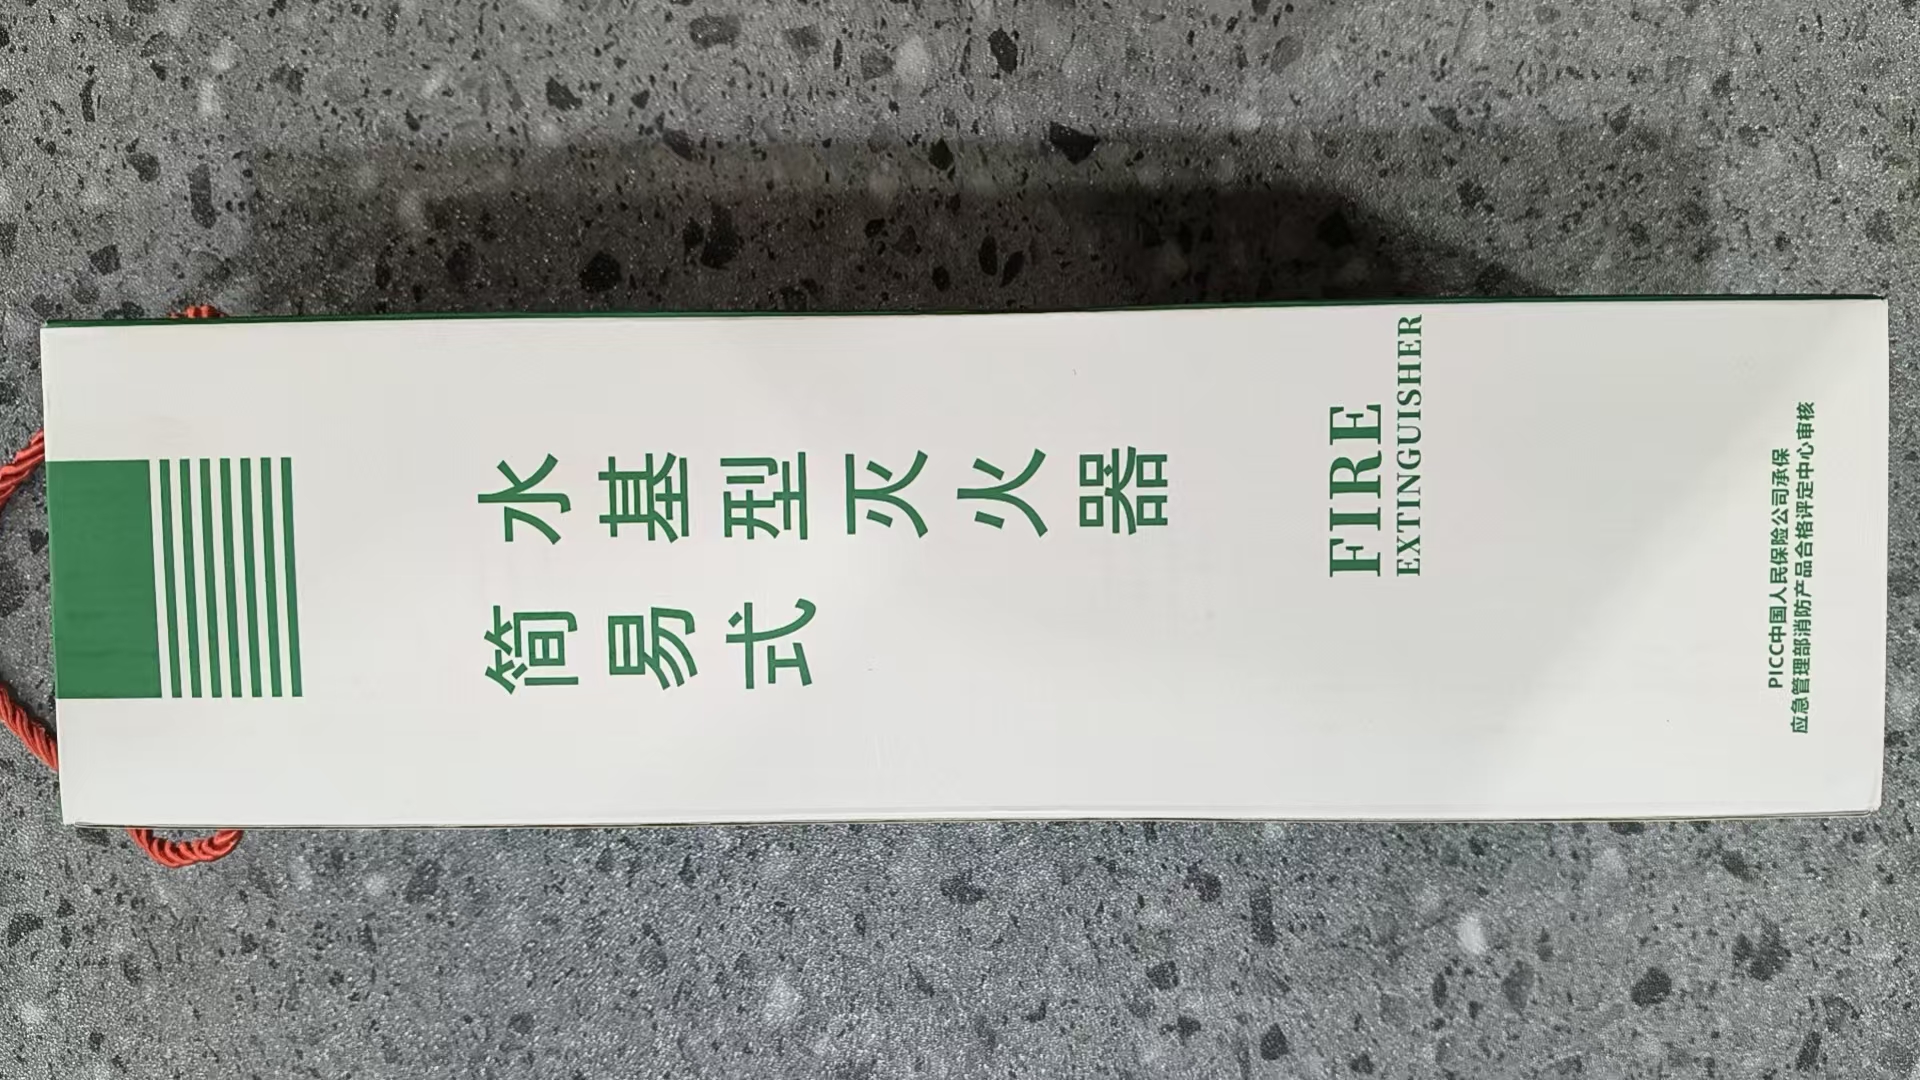 简易式
水基型灭火器
FIRE
EXTINGUISHER
PICC中国人民保险公司承保
应急管理部消防产品合格评定中心审核